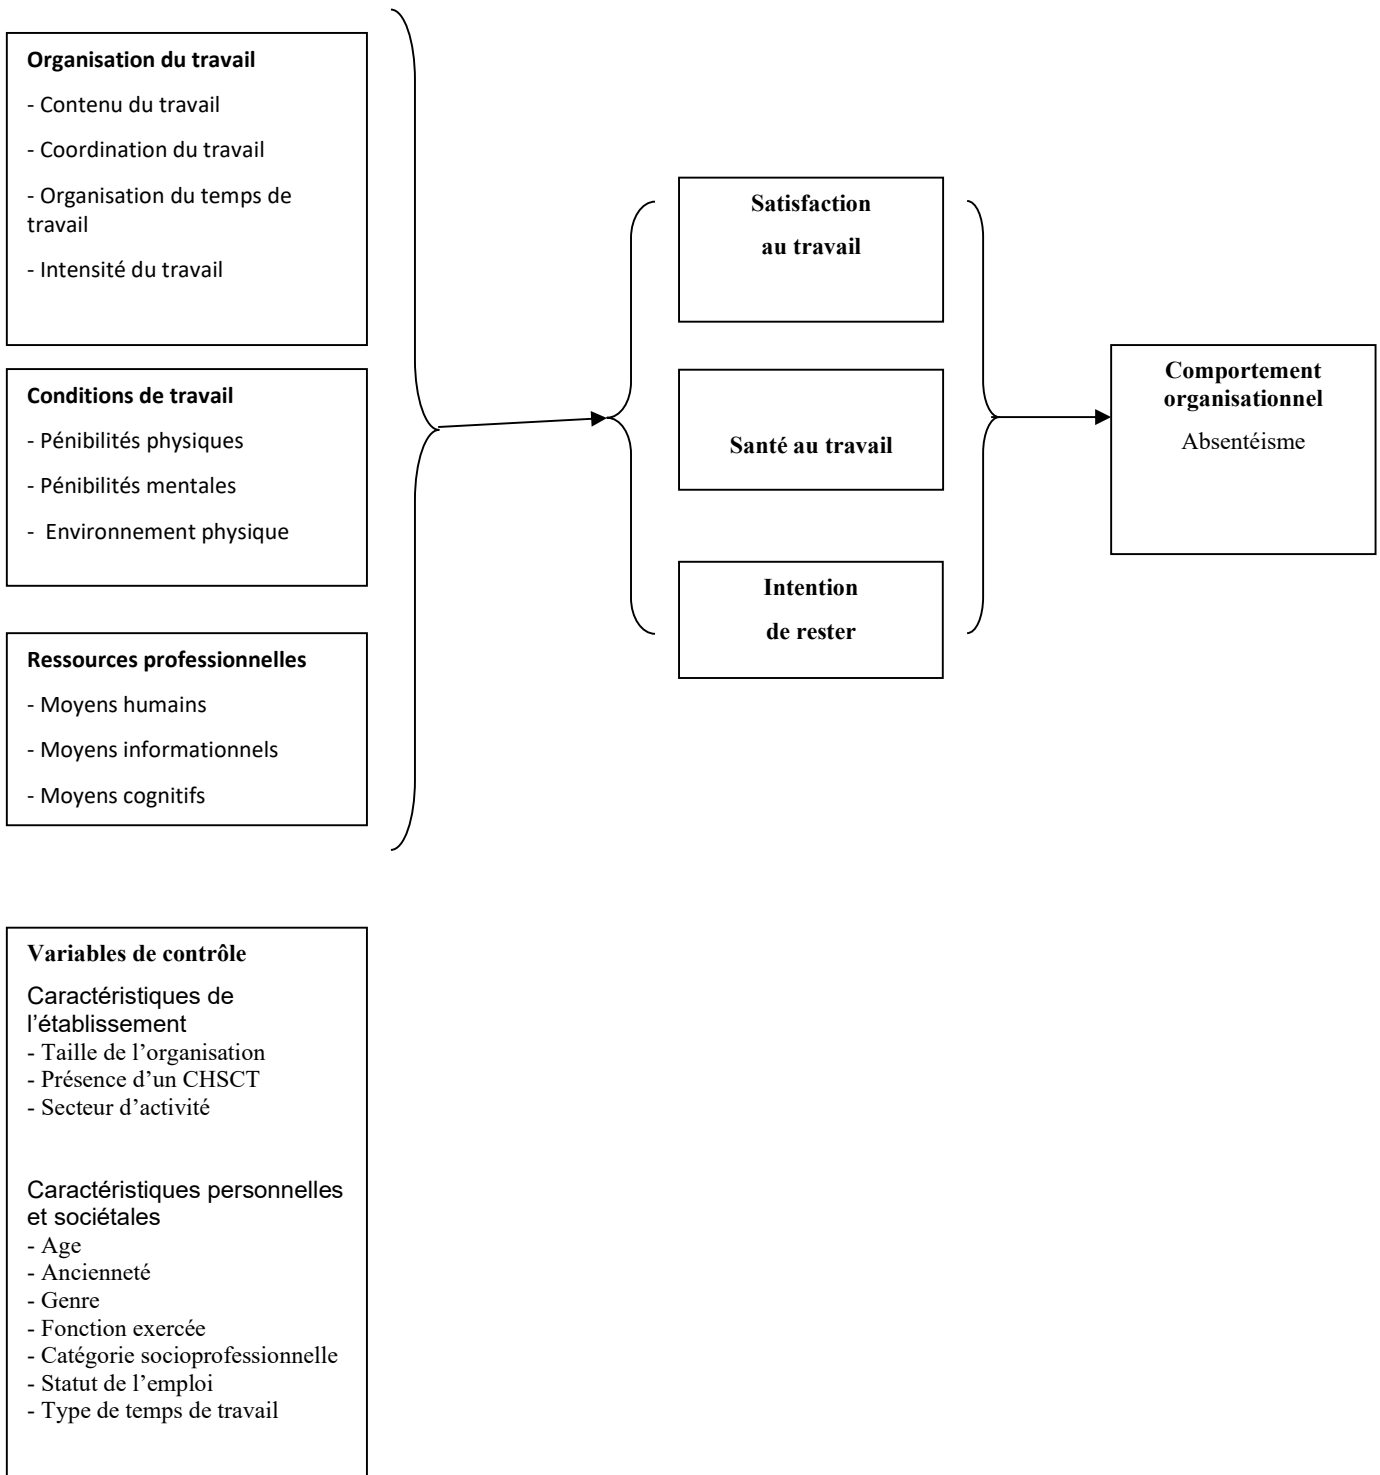 Organisation du travail
- Contenu du travail
- Coordination du travail
- Organisation du temps de
travail
- Intensité du travail
Conditions de travail
- Pénibilités physiques
- Pénibilités mentales
- Environnement physique
Ressources professionnelles
- Moyens humains
- Moyens informationnels
- Moyens cognitifs
Satisfaction
au travail
Santé au travail
Intention
de rester
Comportement
organisationnel
Absentéisme
Variables de contrôle
Caractéristiques de
l’établissement
- Taille de l’organisation
- Présence d’un CHSCT
- Secteur d’activité
Caractéristiques personnelles
et sociétales
- Age
- Ancienneté
- Genre
- Fonction exercée
- Catégorie socioprofessionnelle
- Statut de l’emploi
- Type de temps de travail